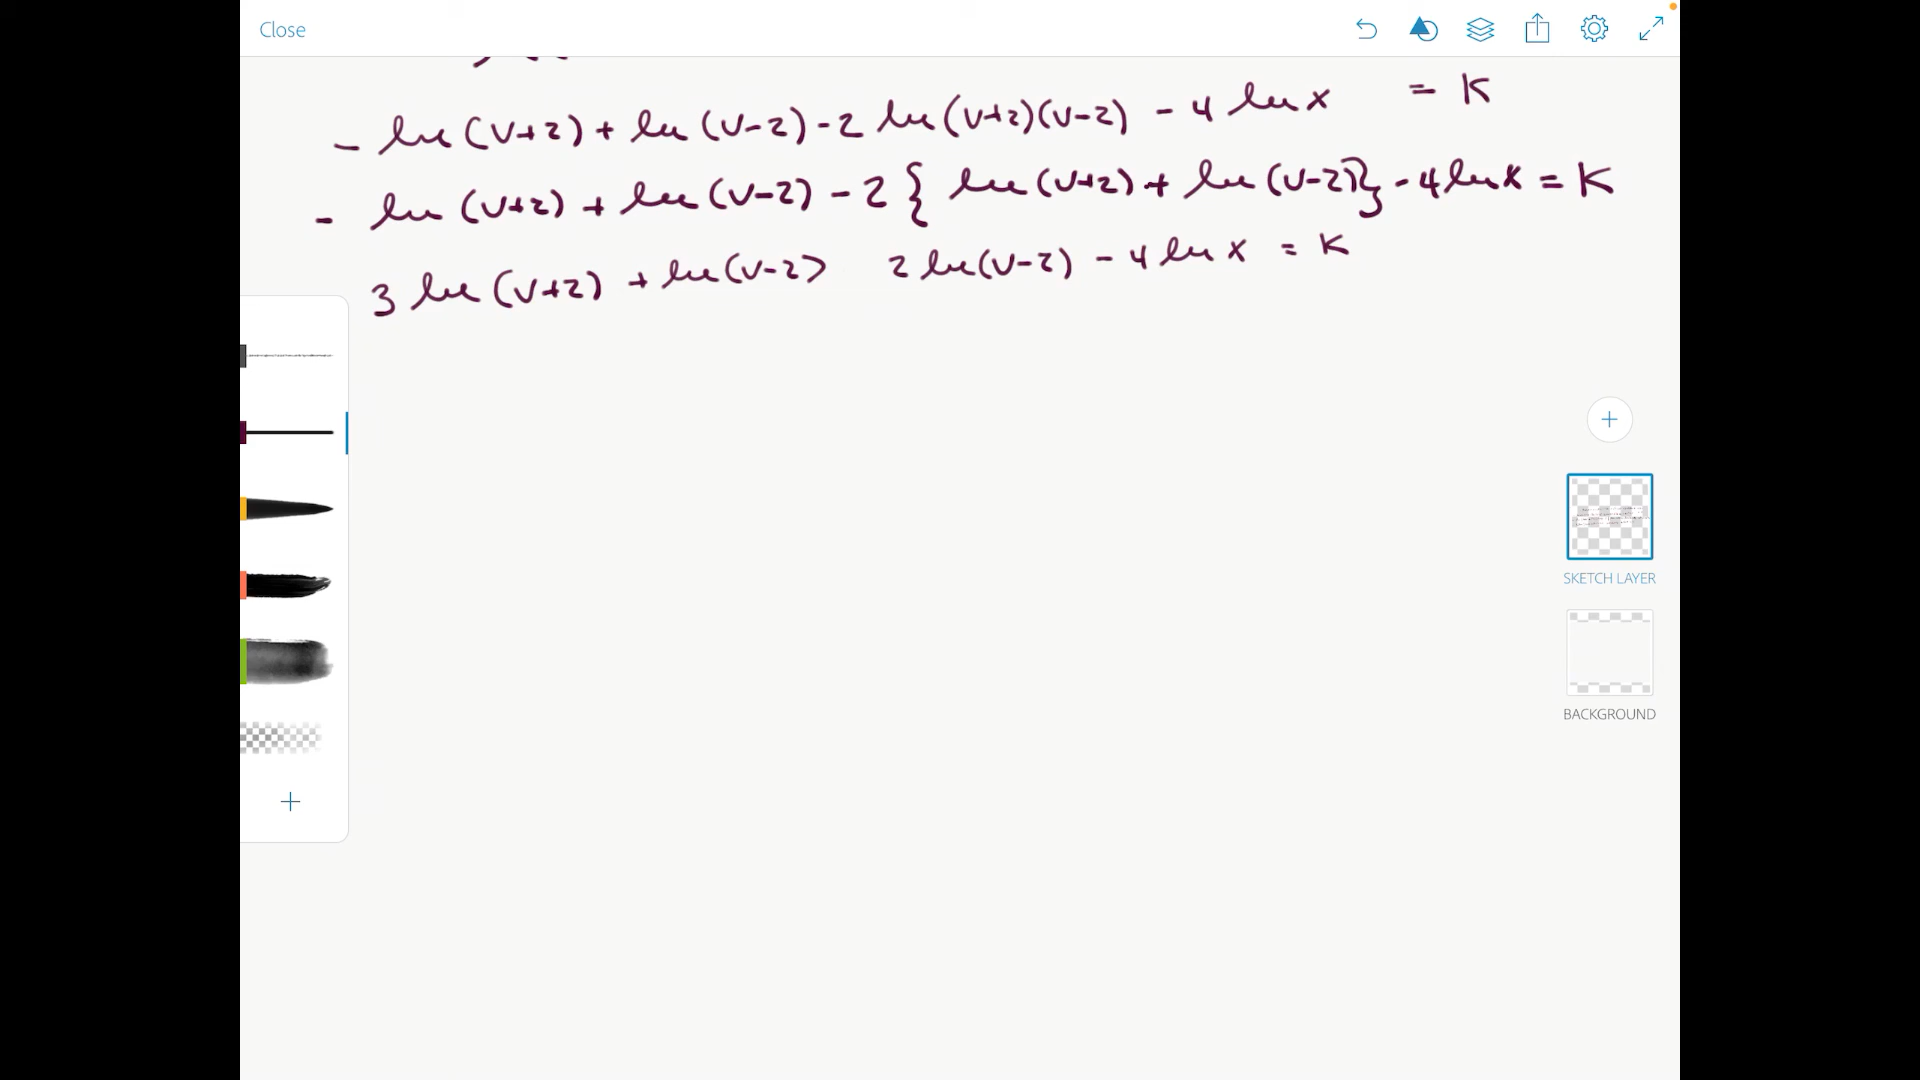 Close
- ln (v+2) + ln (v-2) - 2 ln (v+2)(v-2) - 4 ln x = K
- ln (v+2) + ln (v-2) - 2 { ln (v+2) + ln (v-2)} - 4 ln x = K
3 ln (v+2) + ln (v-2) 2 ln (v-2) - 4 ln x = K
SKETCH LAYER
BACKGROUND